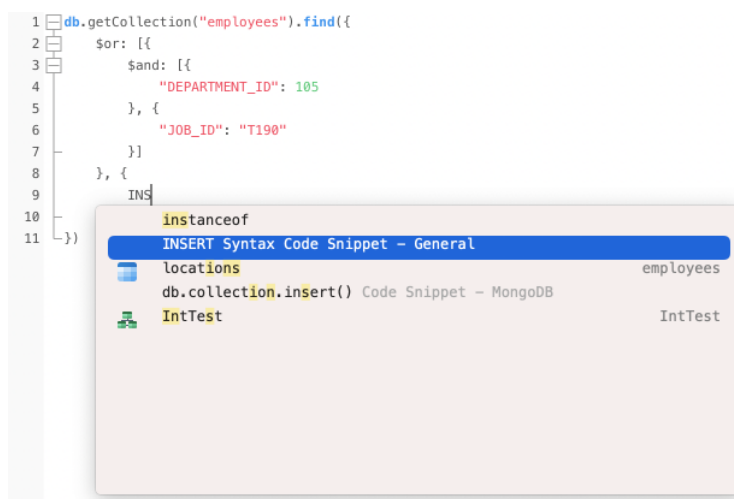 1 db.getCollection("employees").find({
2 $or: [{
3 $and: [{
4 "DEPARTMENT_ID": 105
5 }, {
6 "JOB_ID": "T190"
7 }]
8 }, {
9 INS
10
11 })
instanceof
INSERT Syntax Code Snippet – General
locations employees
db.collection.insert() Code Snippet – MongoDB
IntTest IntTest